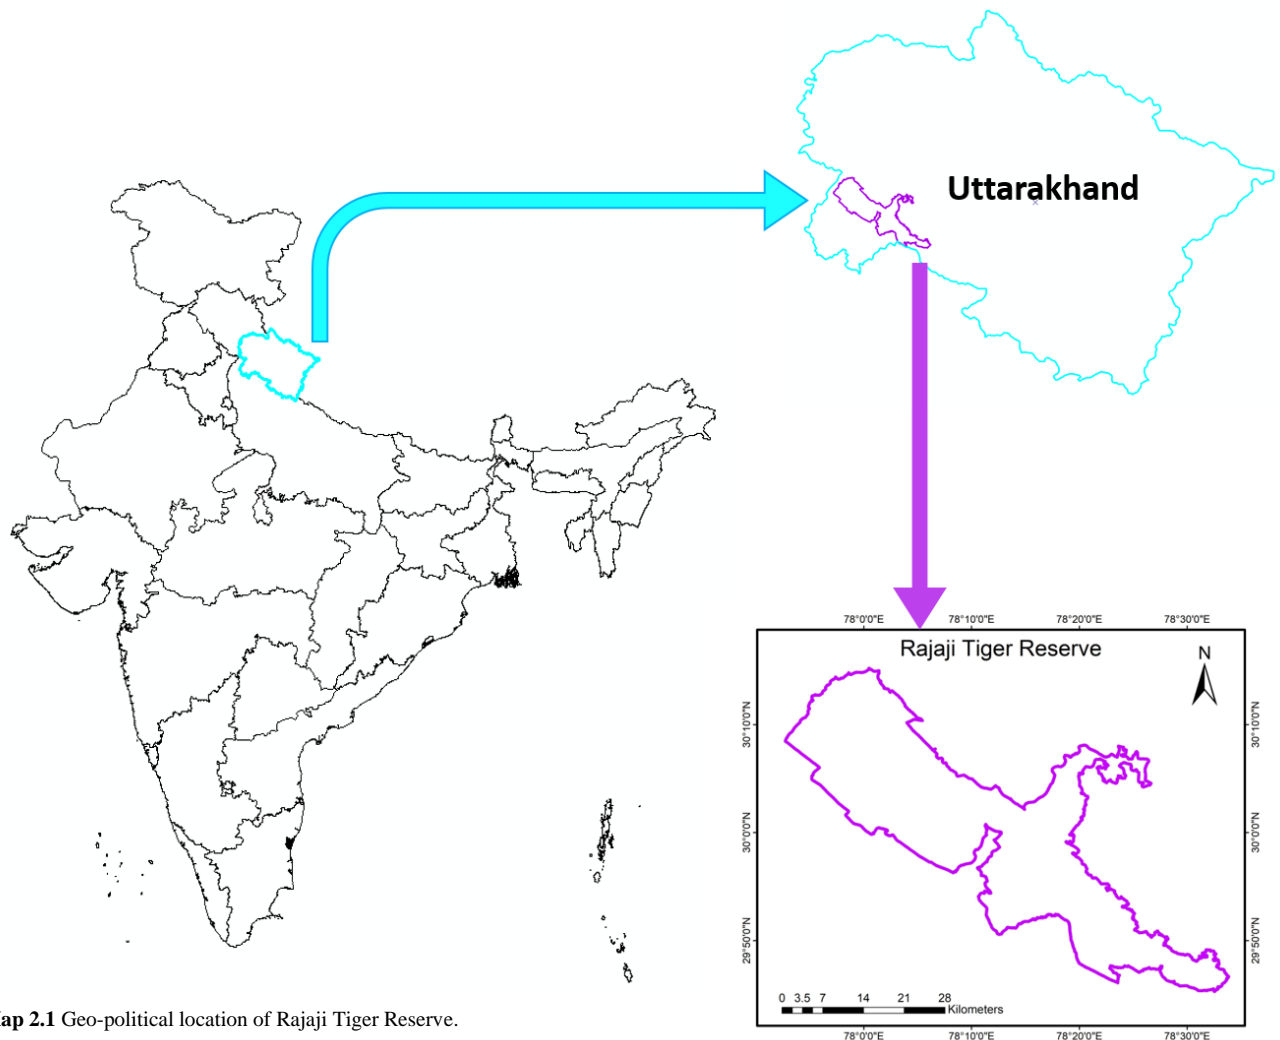 Uttarakhand
78°0'0"E 78°10'0"E 78°20'0"E 78°30'0"E
Rajaji Tiger Reserve
N
30°10'0"N 30°10'0"N
30°0'0"N 30°0'0"N
29°50'0"N 29°50'0"N
0 3.5 7 14 21 28
Kilometers
78°0'0"E 78°10'0"E 78°20'0"E 78°30'0"E
ap 2.1 Geo-political location of Rajaji Tiger Reserve.